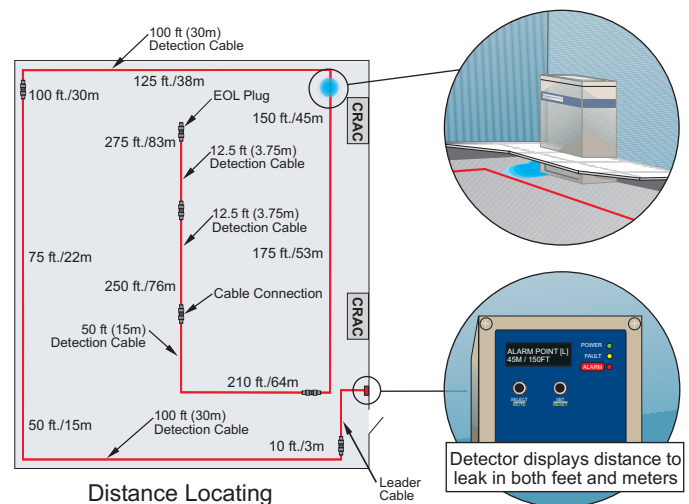 100 ft (30m)
Detection Cable
125 ft./38m
100 ft./30m
EOL Plug
150 ft./45m
CRAC
275 ft./83m
12.5 ft (3.75m)
Detection Cable
12.5 ft (3.75m)
Detection Cable
175 ft./53m
75 ft./22m
250 ft./76m
Cable Connection
CRAC
50 ft (15m)
Detection Cable
210 ft./64m
50 ft./15m
100 ft (30m)
Detection Cable
10 ft./3m
Leader
Cable
Distance Locating
ALARM POINT [L]
45M / 150FT
POWER
FAULT
ALARM
SELECT
MUTE
SET
RESET
Detector displays distance to
leak in both feet and meters